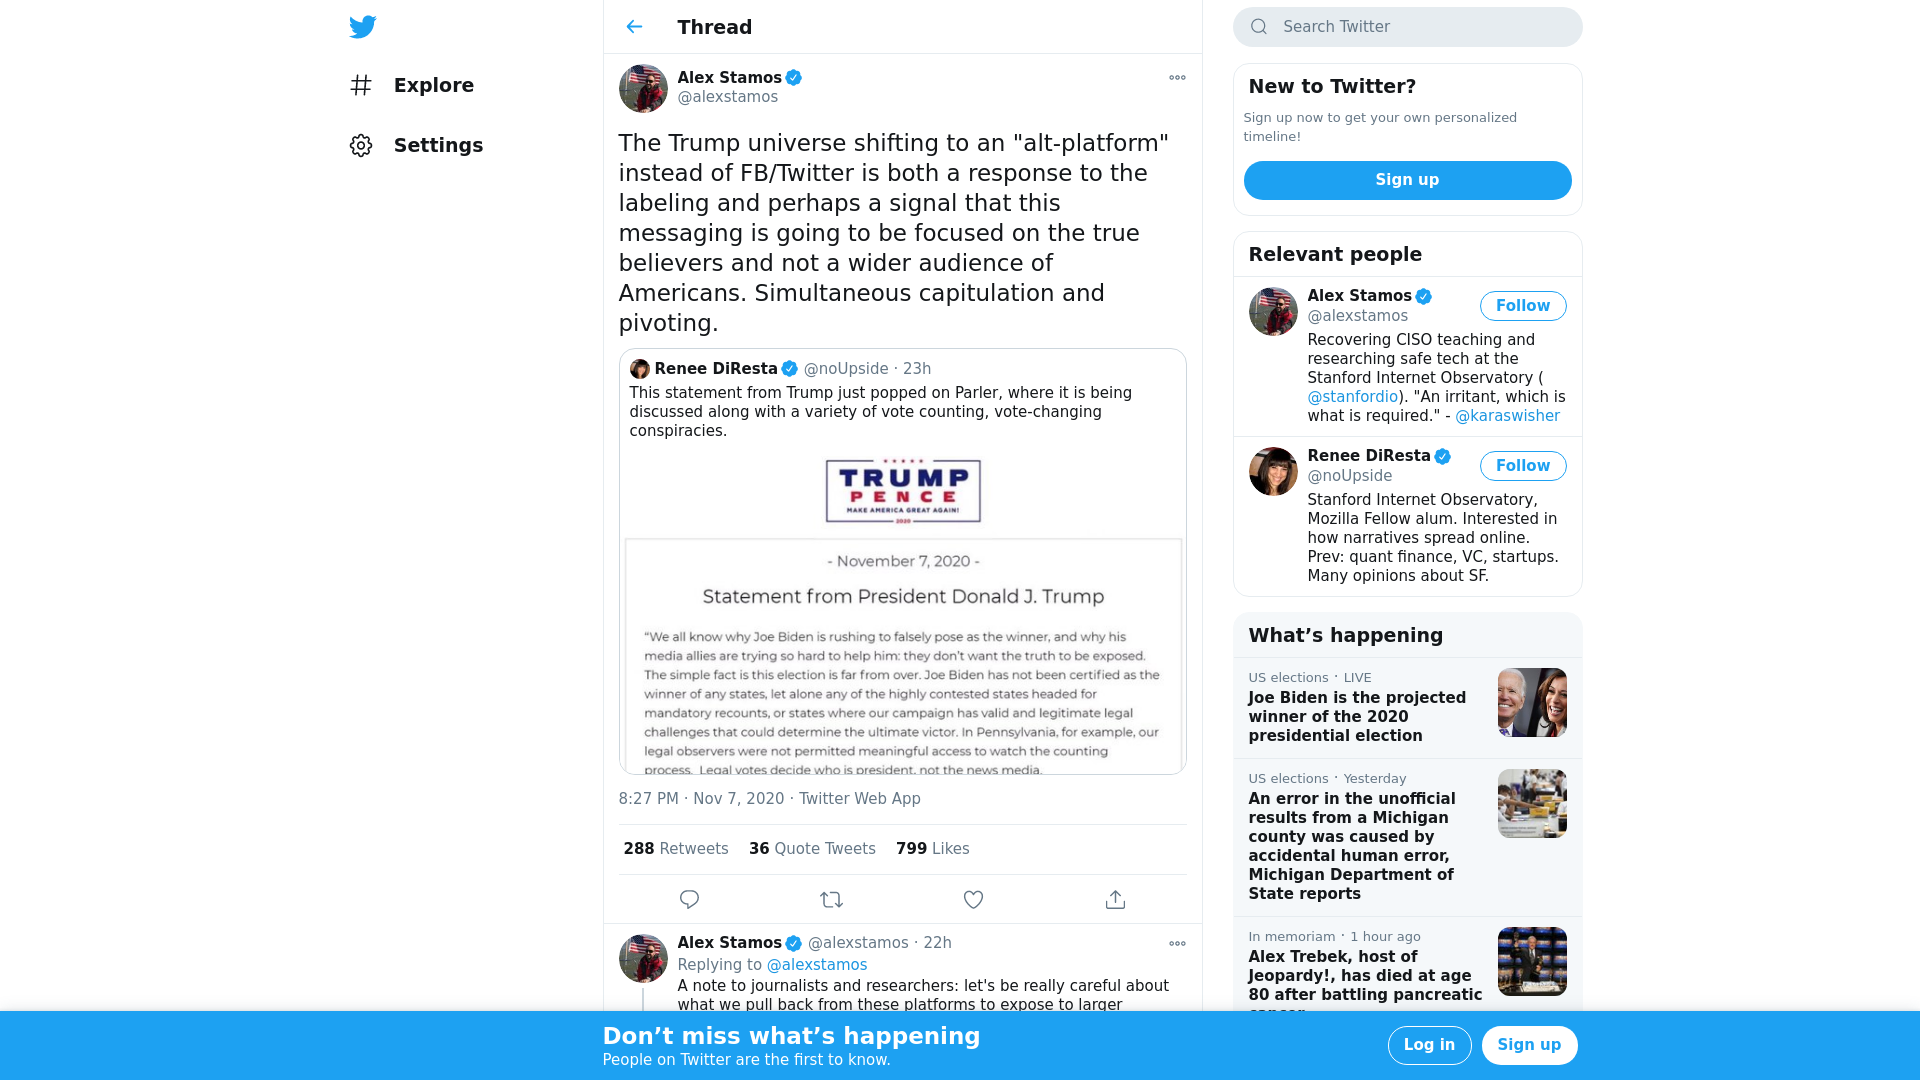 Explore
Settings
Thread
Alex Stamos
@alexstamos
The Trump universe shifting to an "alt-platform"
instead of FB/Twitter is both a response to the
labeling and perhaps a signal that this
messaging is going to be focused on the true
believers and not a wider audience of
Americans. Simultaneous capitulation and
pivoting.
Renee DiResta @noUpside · 23h
This statement from Trump just popped on Parler, where it is being
discussed along with a variety of vote counting, vote-changing
conspiracies.
TRUMP
PENCE
MAKE AMERICA GREAT AGAIN!
2020
- November 7, 2020 -
Statement from President Donald J. Trump
“We all know why Joe Biden is rushing to falsely pose as the winner, and why his
media allies are trying so hard to help him: they don’t want the truth to be exposed.
The simple fact is this election is far from over. Joe Biden has not been certified as the
winner of any states, let alone any of the highly contested states headed for
mandatory recounts, or states where our campaign has valid and legitimate legal
challenges that could determine the ultimate victor. In Pennsylvania, for example, our
legal observers were not permitted meaningful access to watch the counting
process. Legal votes decide who is president, not the news media.
8:27 PM · Nov 7, 2020 · Twitter Web App
288 Retweets 36 Quote Tweets 799 Likes
Alex Stamos @alexstamos · 22h
Replying to @alexstamos
A note to journalists and researchers: let's be really careful about
what we pull back from these platforms to expose to larger
Search Twitter
New to Twitter?
Sign up now to get your own personalized
timeline!
Sign up
Relevant people
Alex Stamos
@alexstamos
Follow
Recovering CISO teaching and
researching safe tech at the
Stanford Internet Observatory (
@stanfordio). "An irritant, which is
what is required." - @karaswisher
Renee DiResta
@noUpside
Follow
Stanford Internet Observatory,
Mozilla Fellow alum. Interested in
how narratives spread online.
Prev: quant finance, VC, startups.
Many opinions about SF.
What’s happening
US elections · LIVE
Joe Biden is the projected
winner of the 2020
presidential election
US elections · Yesterday
An error in the unofficial
results from a Michigan
county was caused by
accidental human error,
Michigan Department of
State reports
In memoriam · 1 hour ago
Alex Trebek, host of
Jeopardy!, has died at age
80 after battling pancreatic
Don’t miss what’s happening
People on Twitter are the first to know.
Log in
Sign up